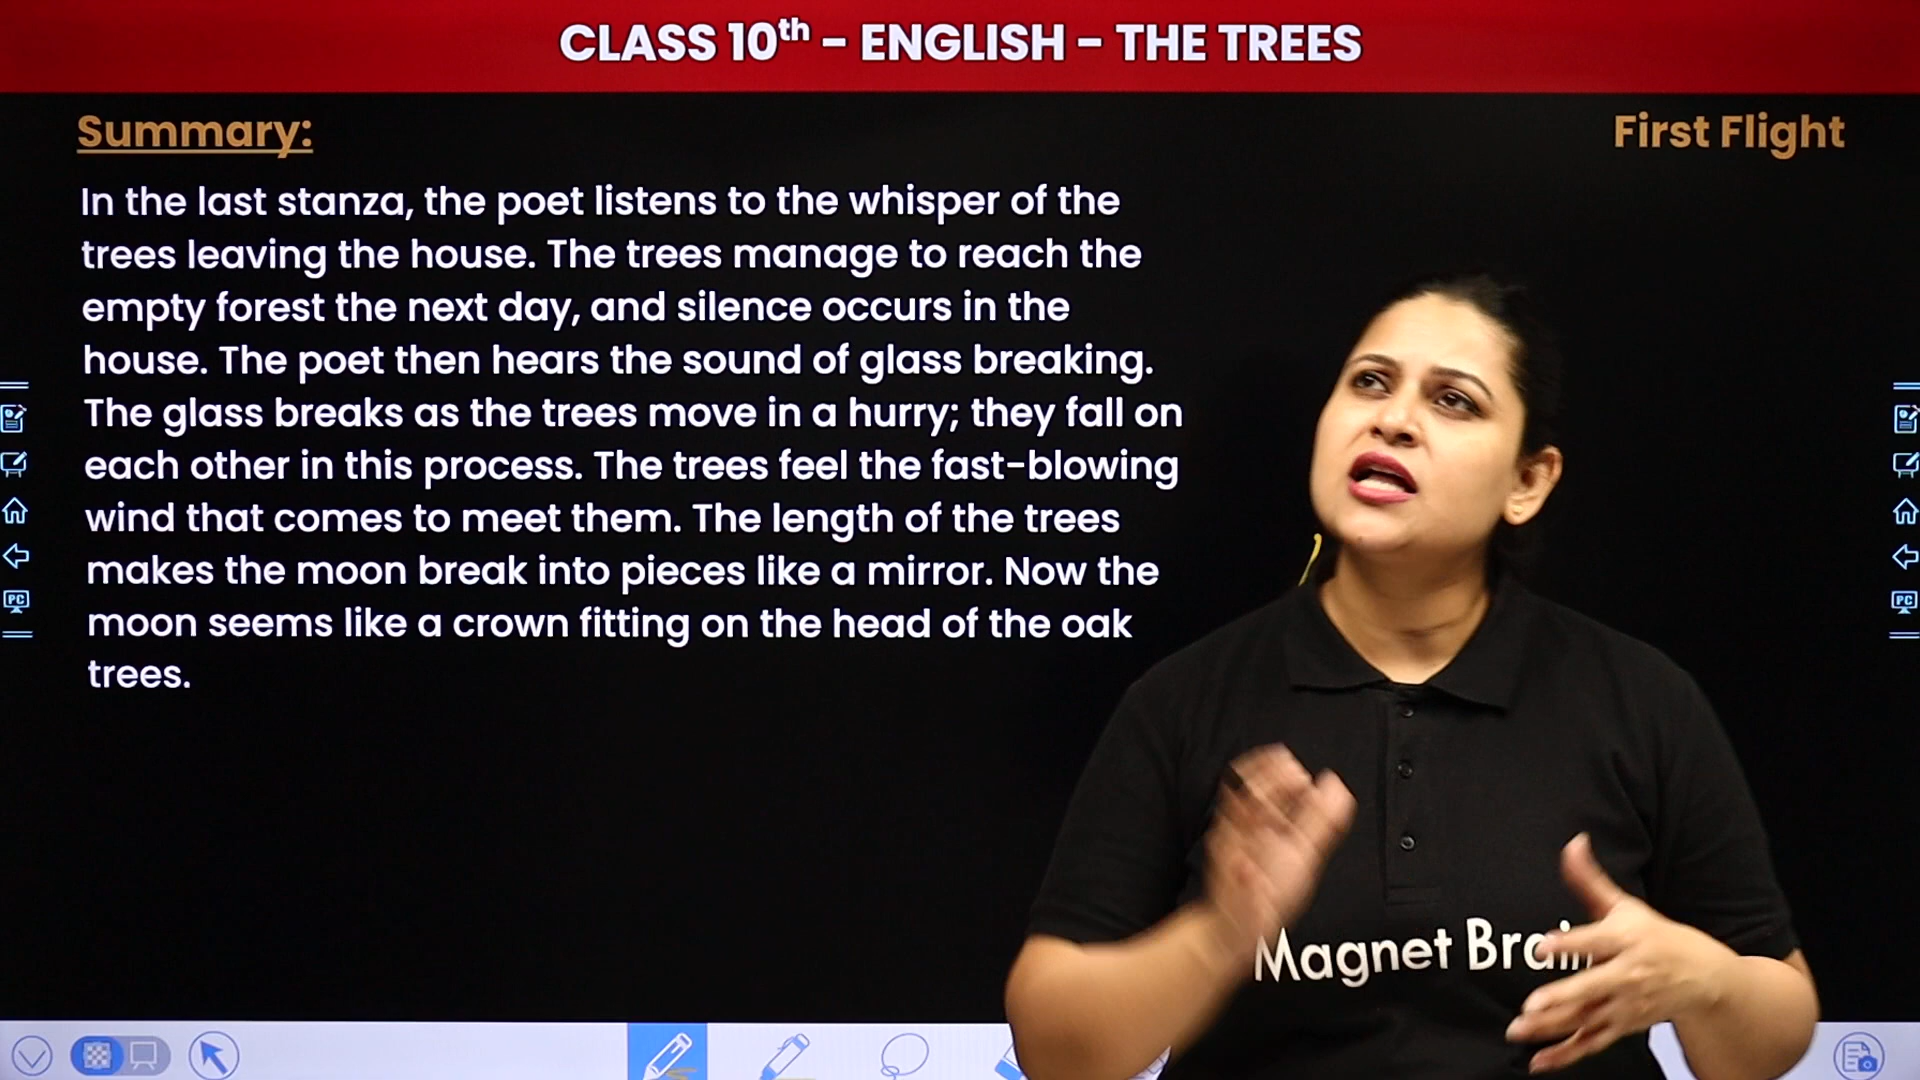 CLASS 10th - ENGLISH - THE TREES
Summary:
First Flight
In the last stanza, the poet listens to the whisper of the
trees leaving the house. The trees manage to reach the
empty forest the next day, and silence occurs in the
house. The poet then hears the sound of glass breaking.
The glass breaks as the trees move in a hurry; they fall on
each other in this process. The trees feel the fast-blowing
wind that comes to meet them. The length of the trees
makes the moon break into pieces like a mirror. Now the
moon seems like a crown fitting on the head of the oak
trees.
PC
PC
Magnet Brain